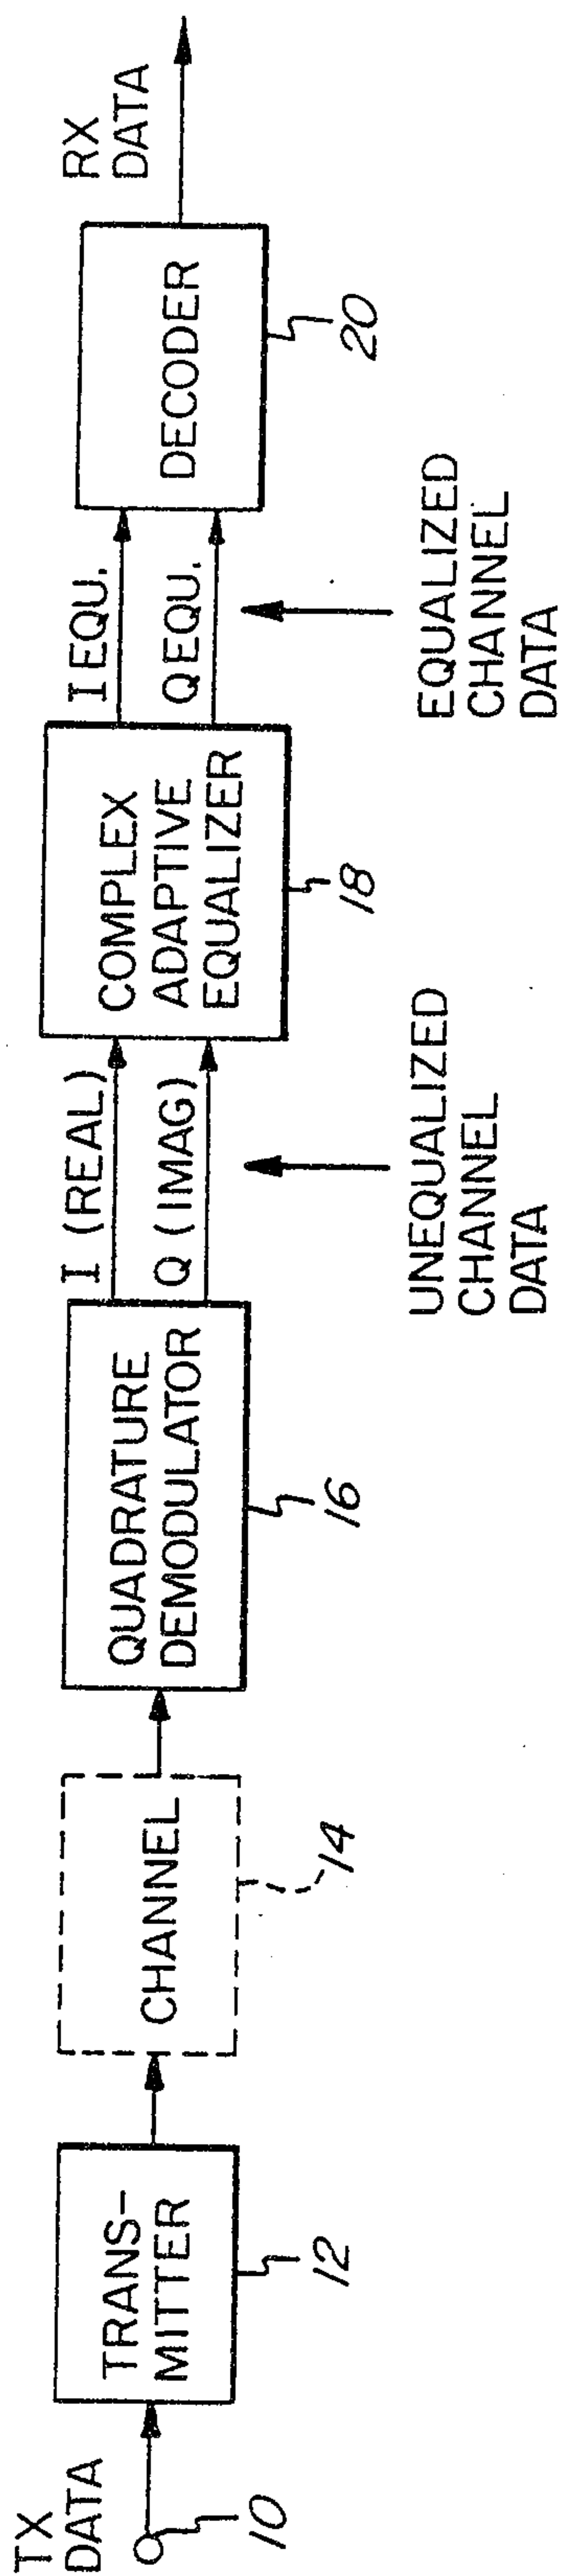 TX
DATA
10
TRANS-
MITTER
12
CHANNEL
14
QUADRATURE
DEMODULATOR
16
I (REAL)
Q (IMAG)
UNEQUALIZED
CHANNEL
DATA
COMPLEX
ADAPTIVE
EQUALIZER
18
I EQU.
QEQU.
EQUALIZED
CHANNEL
DATA
DECODER
20
RX
DATA